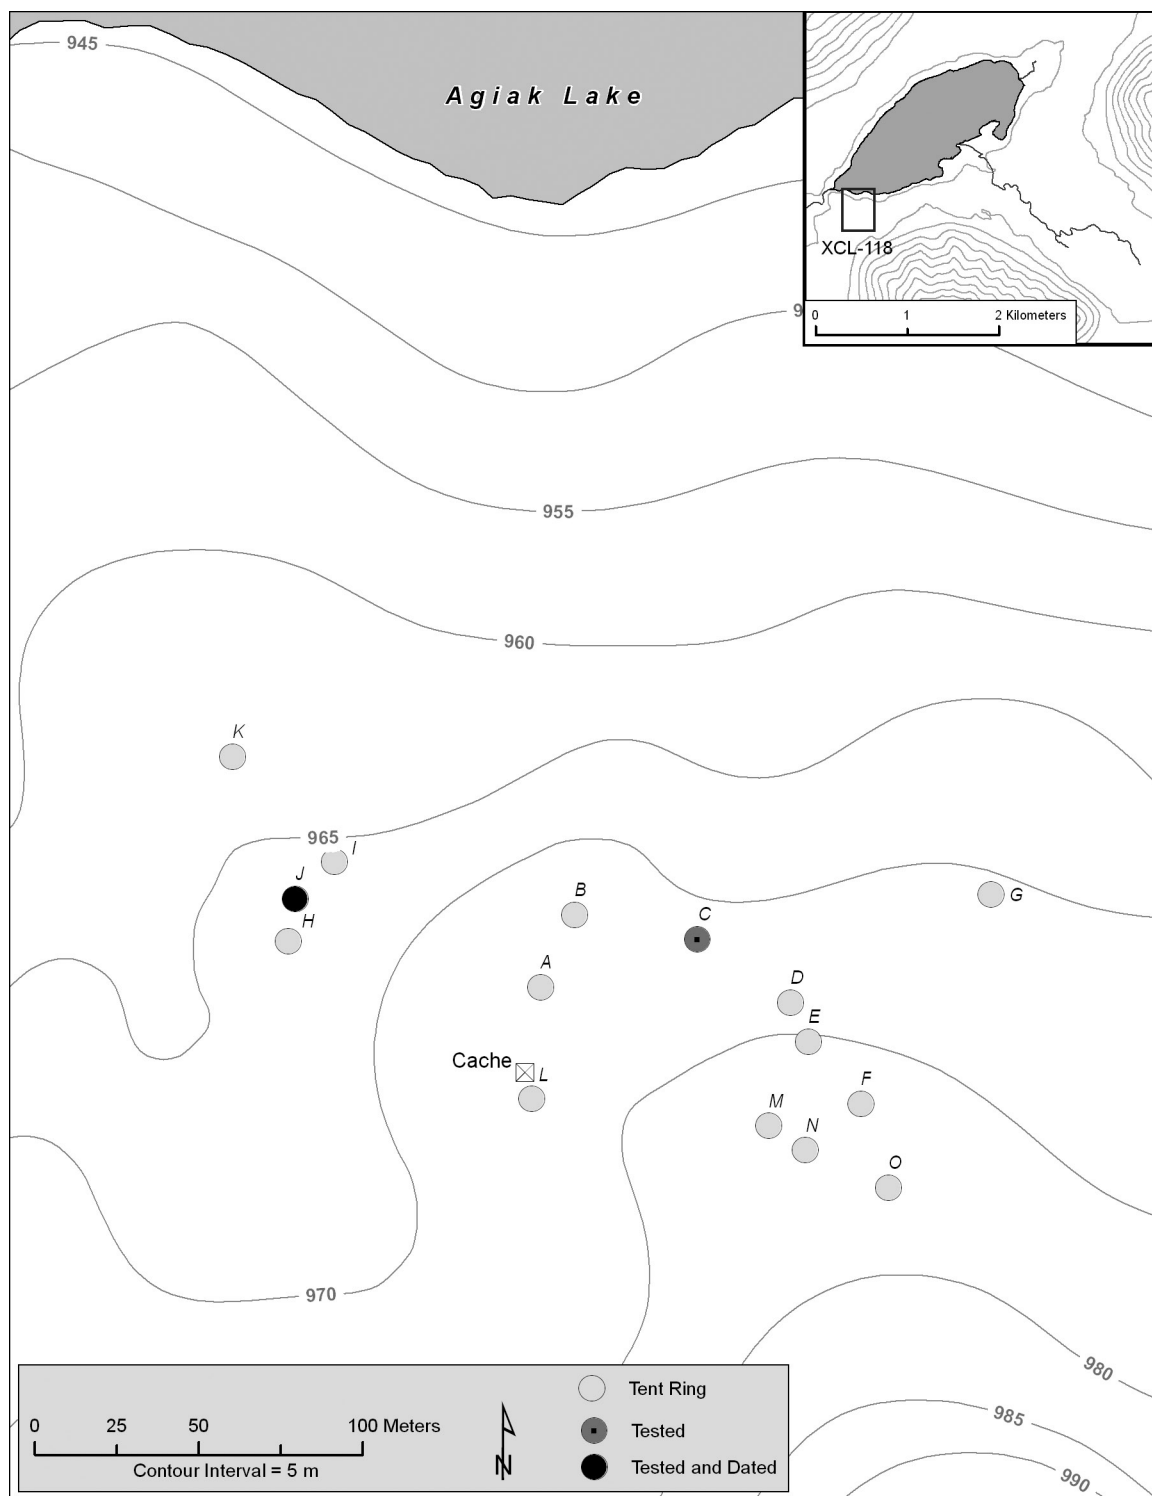 945
Agiak Lake
XCL-118
0 1 2 Kilometers
9
955
960
K
965
I
J
H
B
C
G
A
D
E
Cache
L
F
M
N
O
970
980
985
990
0 25 50 100 Meters
Contour Interval = 5 m
N
Tent Ring
Tested
Tested and Dated